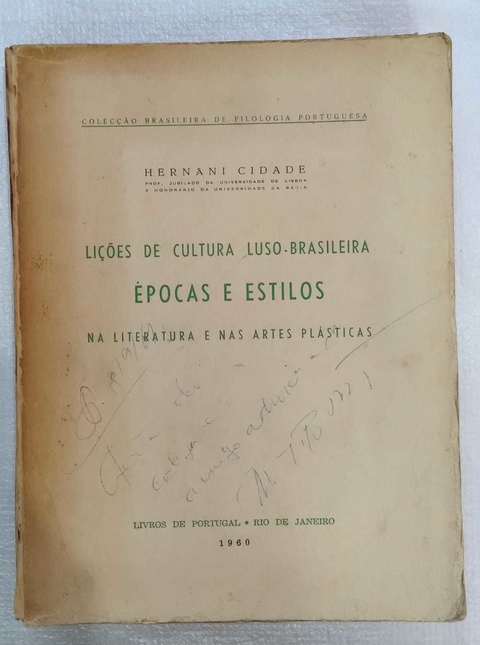 COLECÇÃO BRASILEIRA DE FILOLOGIA PORTUGUESA
HERNANI CIDADE
PROF. JUBILADO DA UNIVERSIDADE DE LISBOA
E HONORÁRIO DA UNIVERSIDADE DA BAHIA
LIÇÕES DE CULTURA LUSO-BRASILEIRA
ÉPOCAS E ESTILOS
NA LITERATURA E NAS ARTES PLÁSTICAS
LIVROS DE PORTUGAL ★ RIO DE JANEIRO
1960